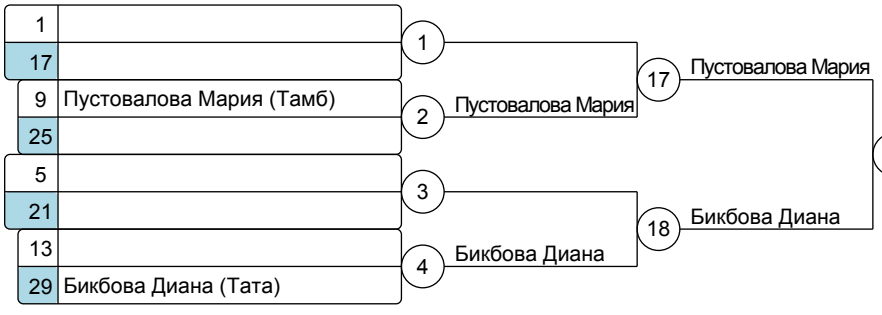 1
17
1
9 Пустовалова Мария (Тамб)
25
2 Пустовалова Мария
17 Пустовалова Мария
5
21
3
13
29 Бикбова Диана (Тата)
4 Бикбова Диана
18 Бикбова Диана